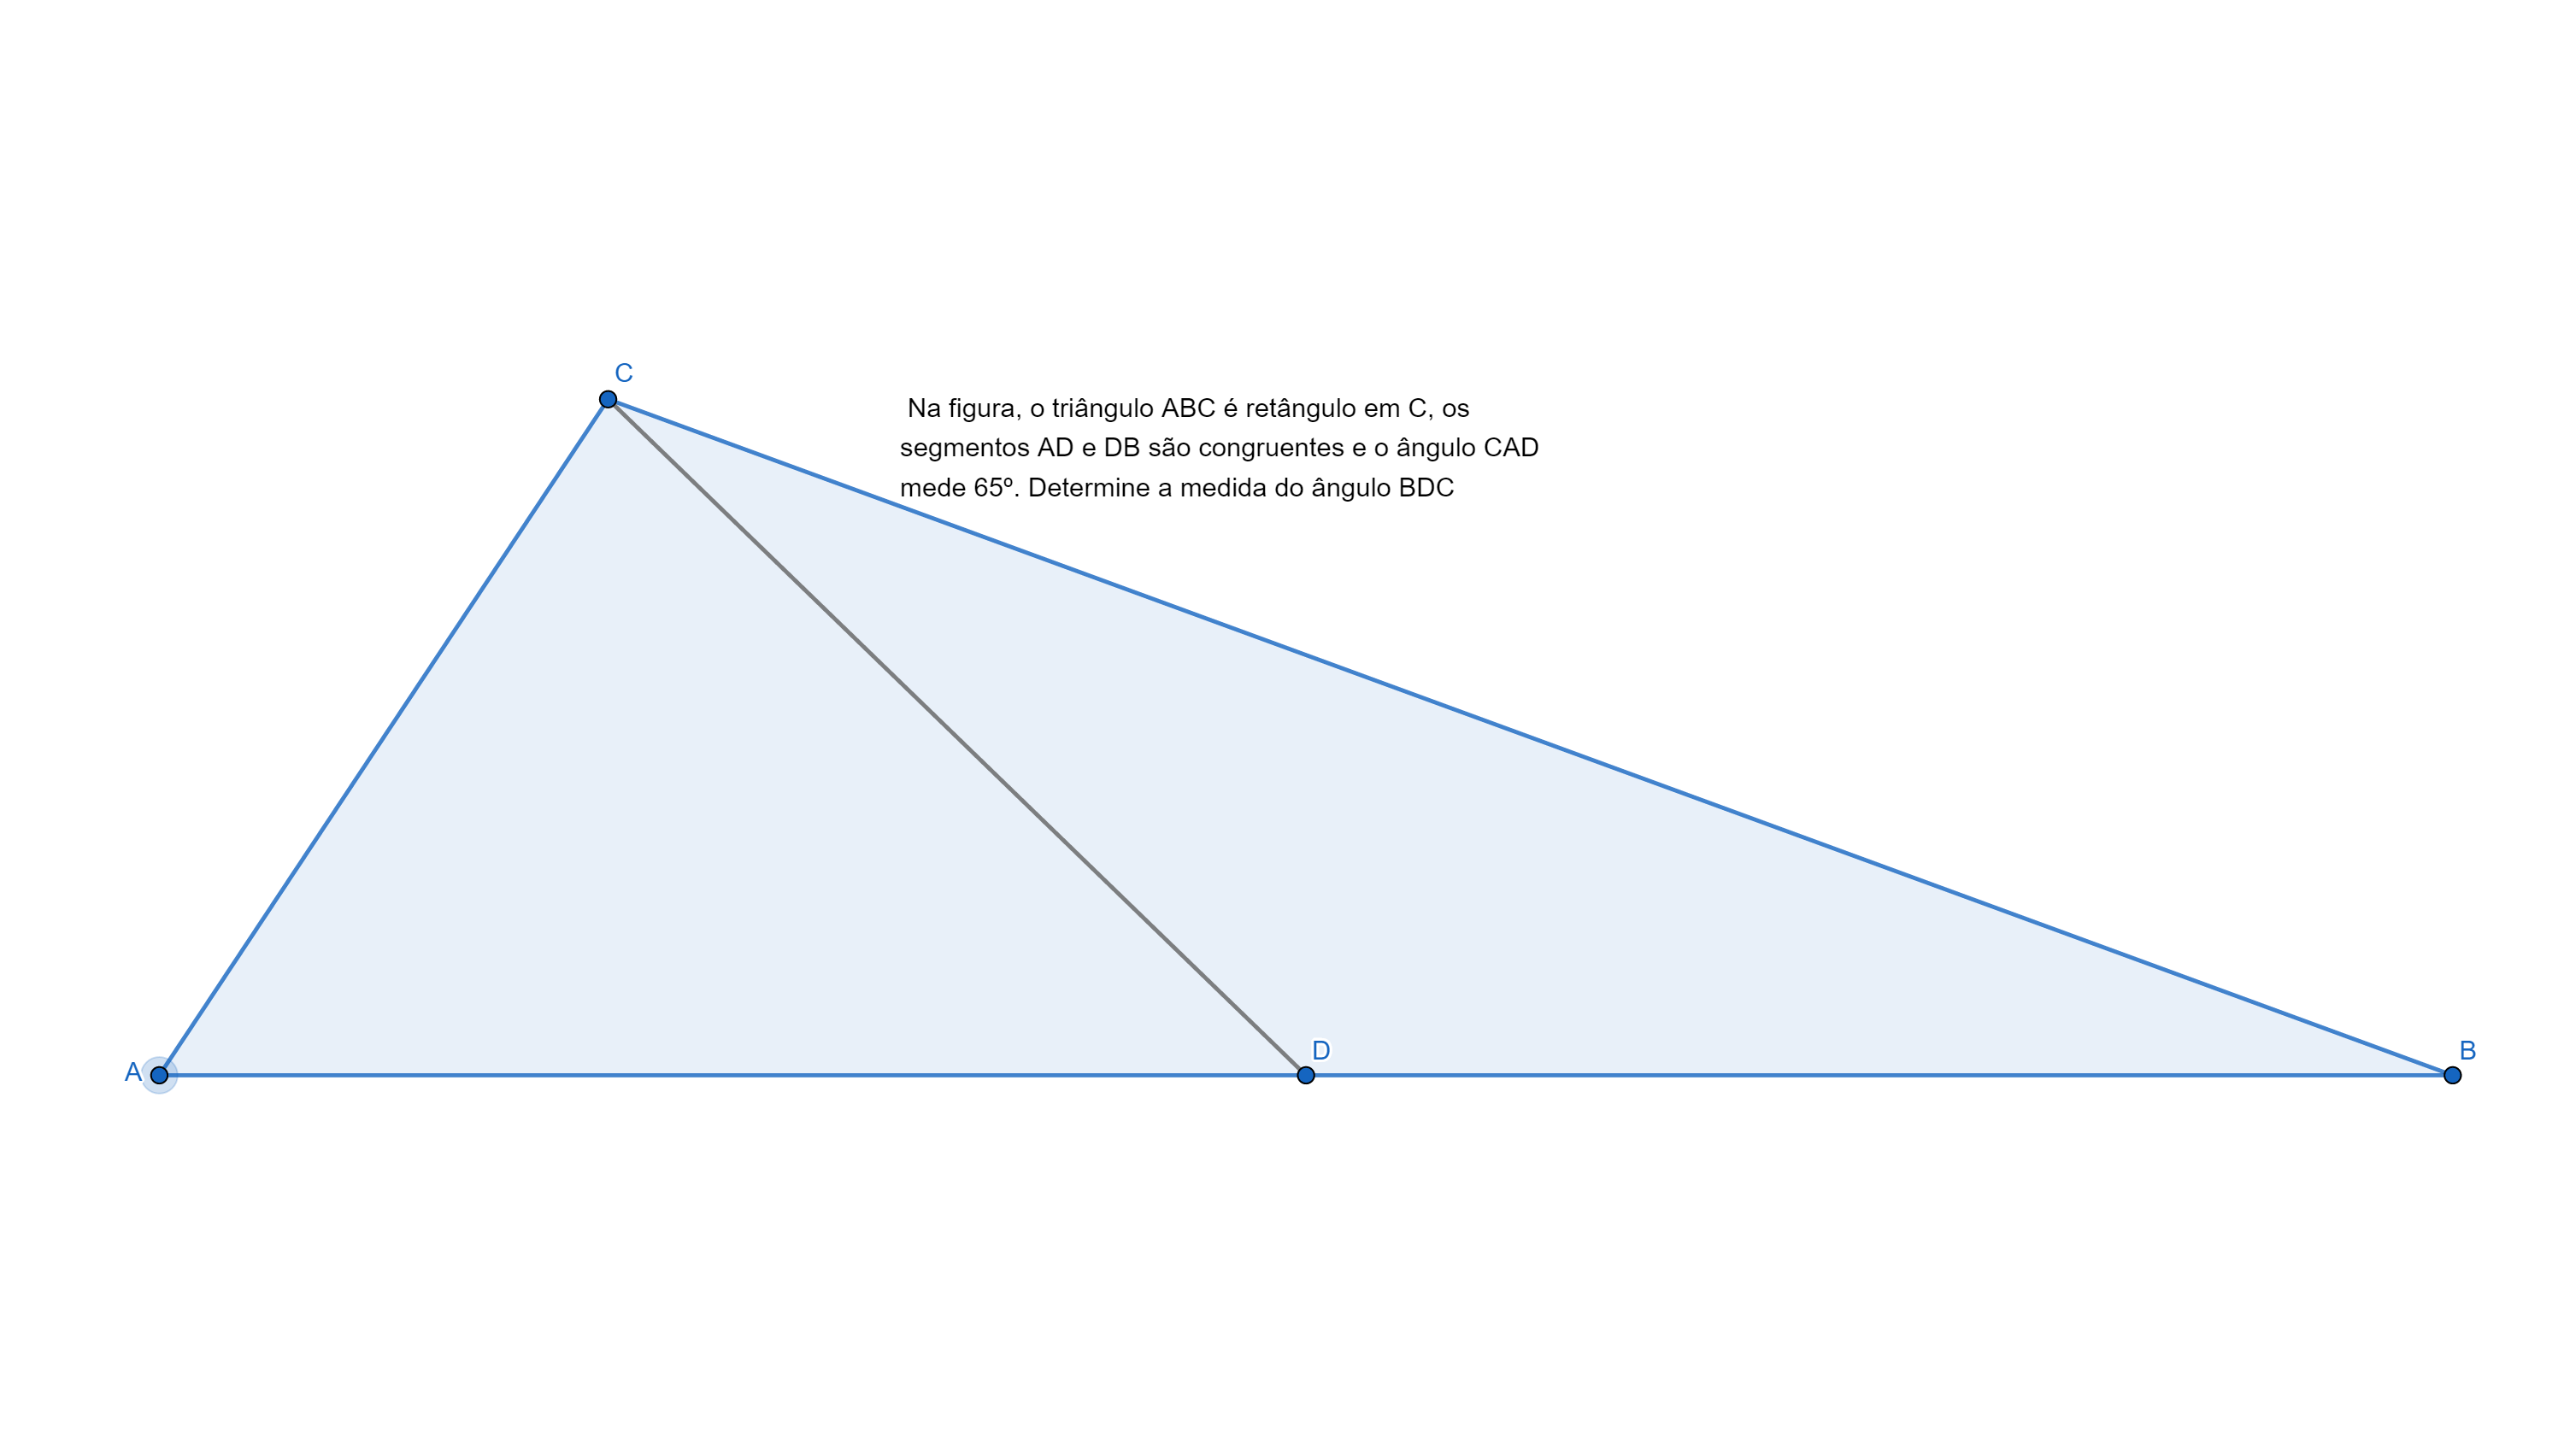 C
Na figura, o triângulo ABC é retângulo em C, os
segmentos AD e DB são congruentes e o ângulo CAD
mede 65º. Determine a medida do ângulo BDC
A
D
B